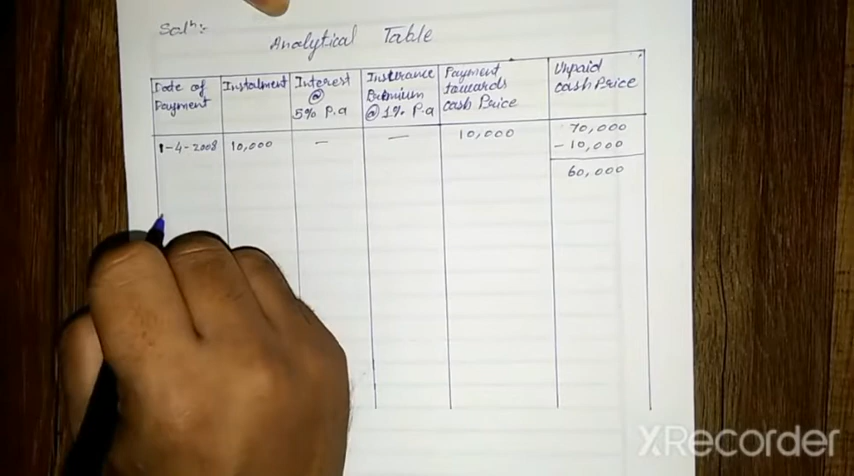 Solⁿ:
Analytical Table
Date of Payment | Instalment | Interest @ 5% P.a | Insurance Premium @ 1% P.a | Payment towards cash Price | Unpaid cash Price
1-4-2008 | 10,000 | — | — | 10,000 | 70,000
- 10,000
60,000
XRecorder